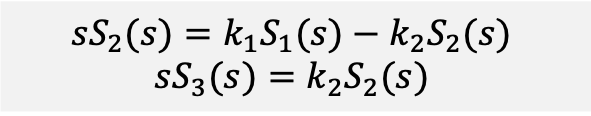 sS₂(s) = k₁S₁(s) − k₂S₂(s)
sS₃(s) = k₂S₂(s)